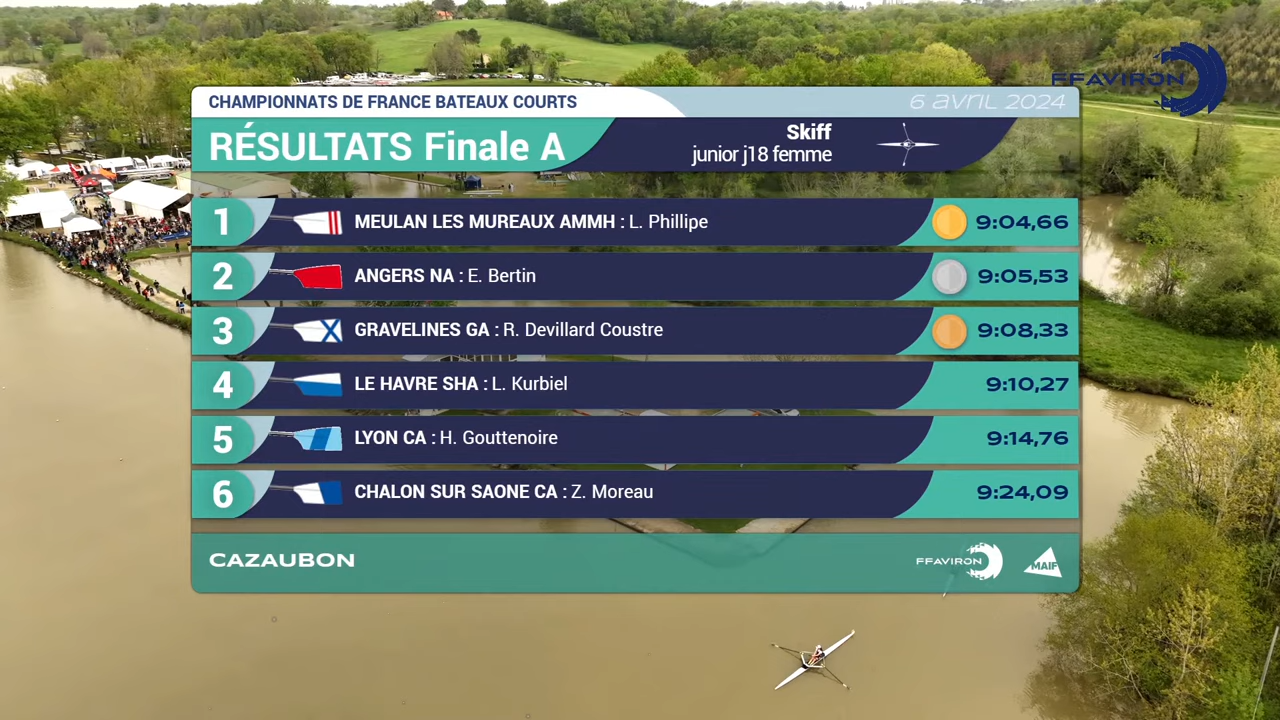 CHAMPIONNATS DE FRANCE BATEAUX COURTS
6 avril 2024
FFAVIRON
RÉSULTATS Finale A
Skiff
junior j18 femme
1 MEULAN LES MUREAUX AMMH : L. Phillipe 9:04,66
2 ANGERS NA : E. Bertin 9:05,53
3 GRAVELINES GA : R. Devillard Coustre 9:08,33
4 LE HAVRE SHA : L. Kurbiel 9:10,27
5 LYON CA : H. Gouttenoire 9:14,76
6 CHALON SUR SAONE CA : Z. Moreau 9:24,09
CAZAUBON
FFAVIRON
MAIF